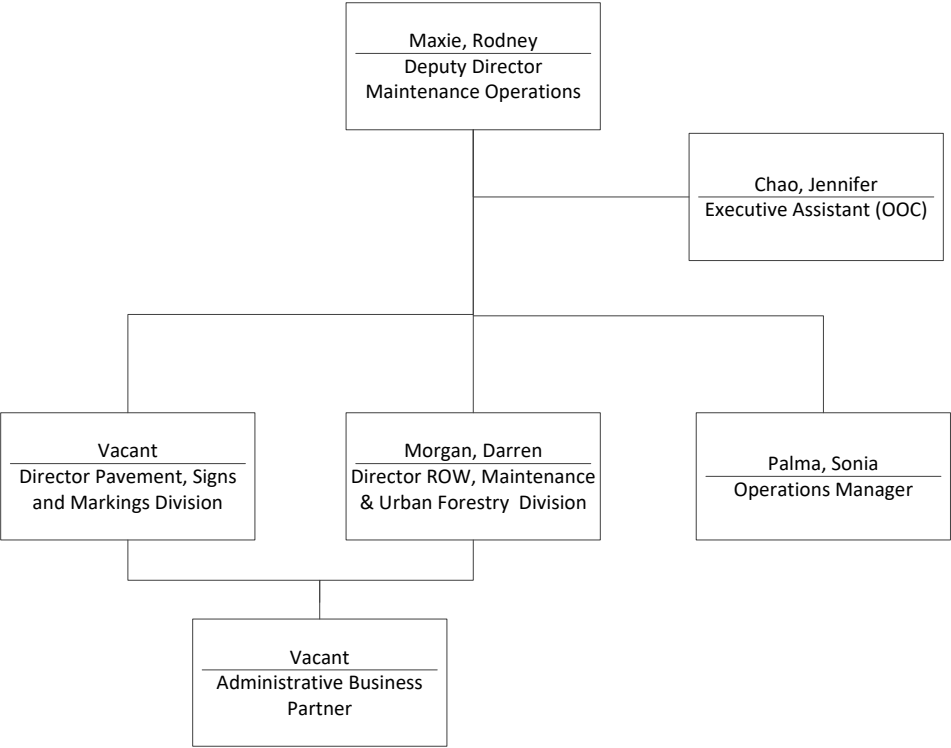 Maxie, Rodney
Deputy Director
Maintenance Operations
Chao, Jennifer
Executive Assistant (OOC)
Vacant
Director Pavement, Signs
and Markings Division
Morgan, Darren
Director ROW, Maintenance
& Urban Forestry  Division
Palma, Sonia
Operations Manager
Vacant
Administrative Business
Partner